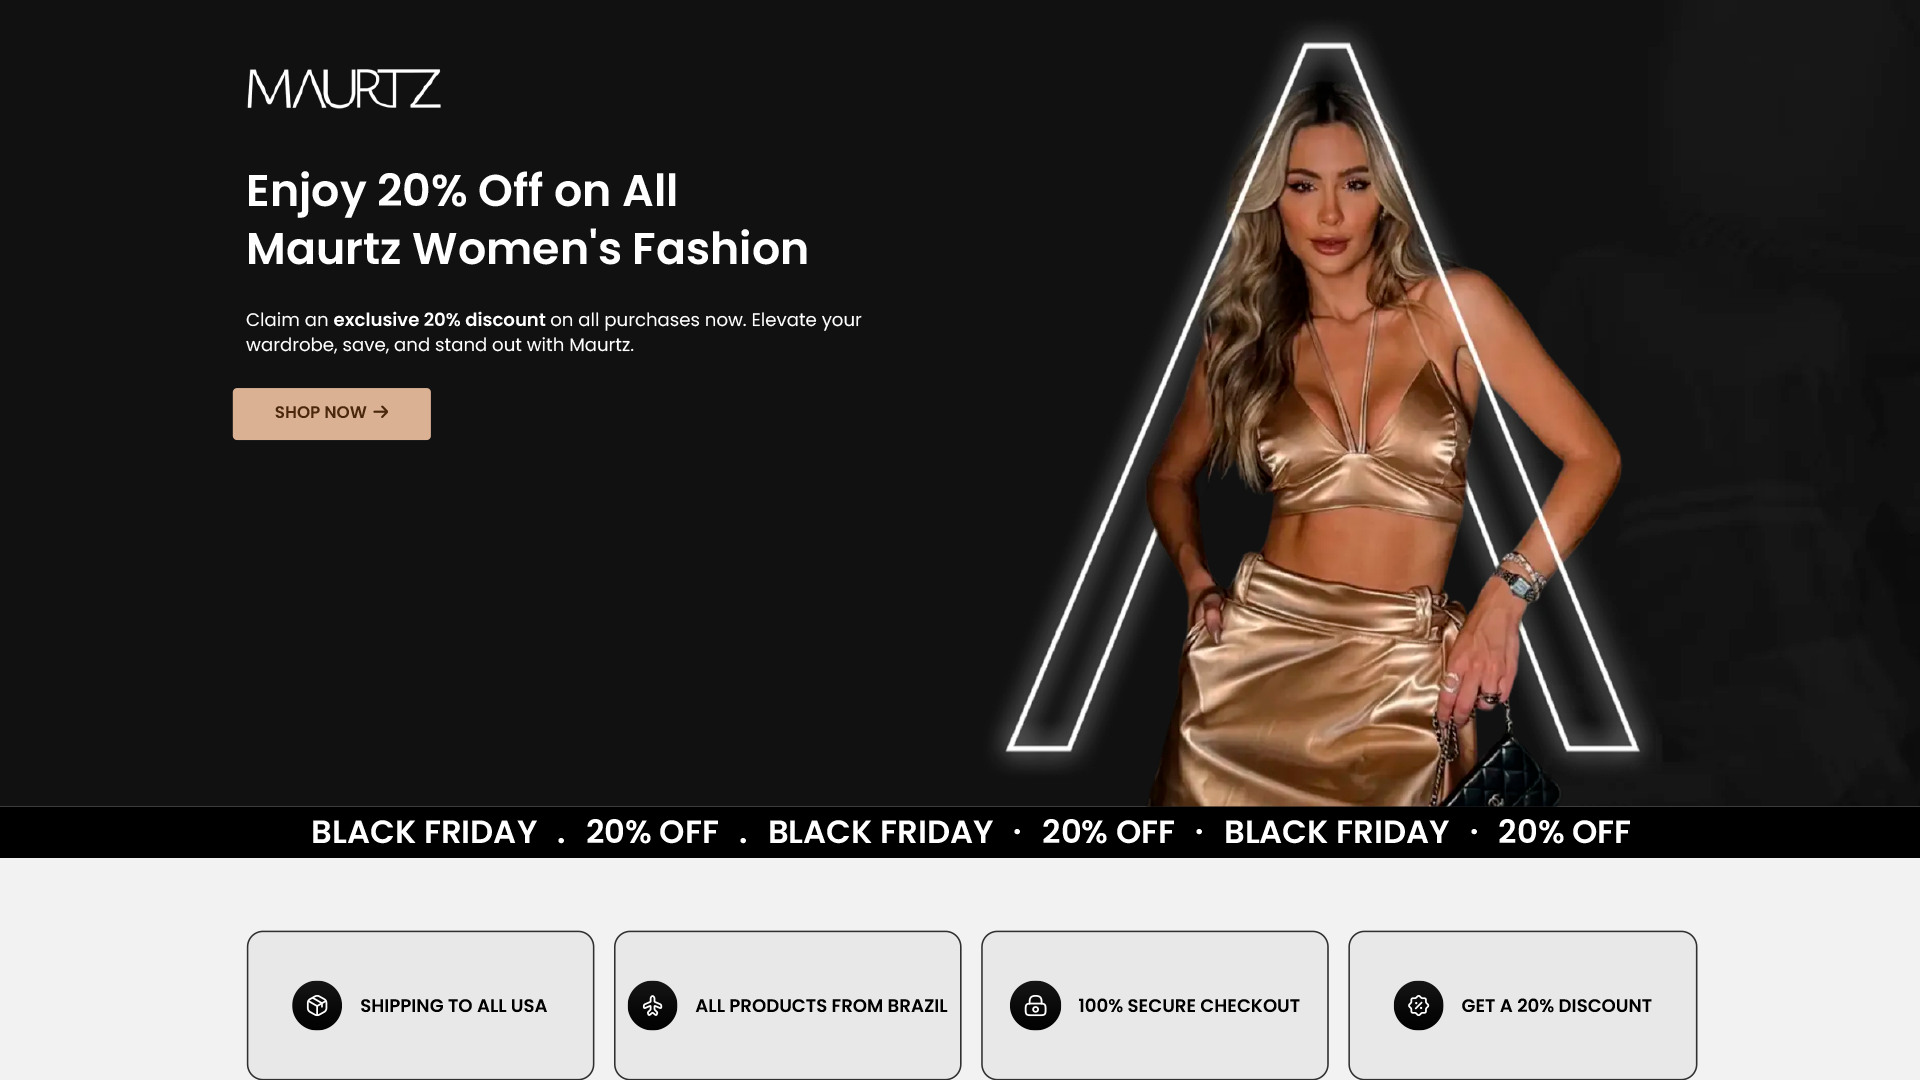 MAURTZ
Enjoy 20% Off on All
Maurtz Women's Fashion
Claim an exclusive 20% discount on all purchases now. Elevate your
wardrobe, save, and stand out with Maurtz.
SHOP NOW →
BLACK FRIDAY . 20% OFF . BLACK FRIDAY · 20% OFF · BLACK FRIDAY · 20% OFF
SHIPPING TO ALL USA
ALL PRODUCTS FROM BRAZIL
100% SECURE CHECKOUT
GET A 20% DISCOUNT